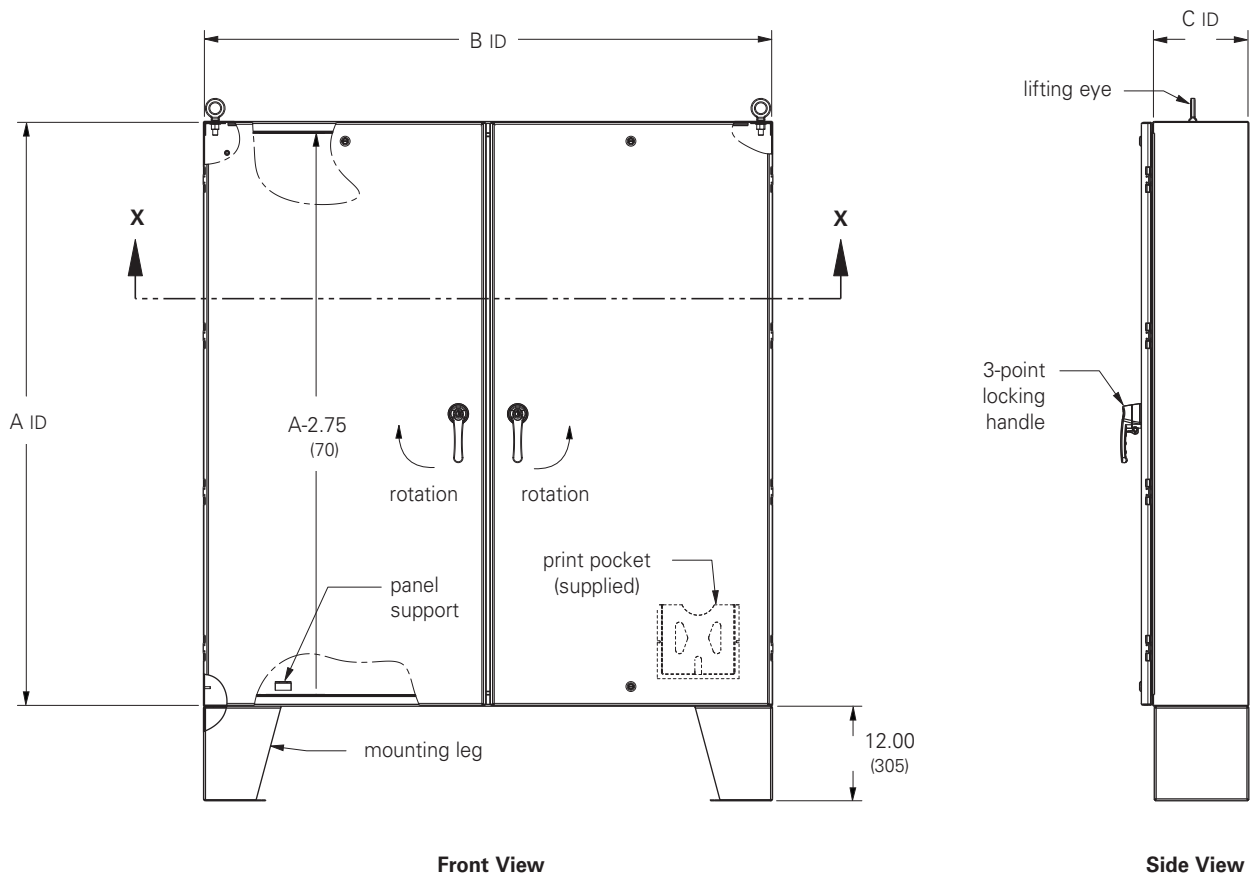 B ID
C ID
lifting eye
X
X
A ID
A-2.75
(70)
3-point
locking
handle
rotation
rotation
panel
support
print pocket
(supplied)
mounting leg
12.00
(305)
Front View
Side View